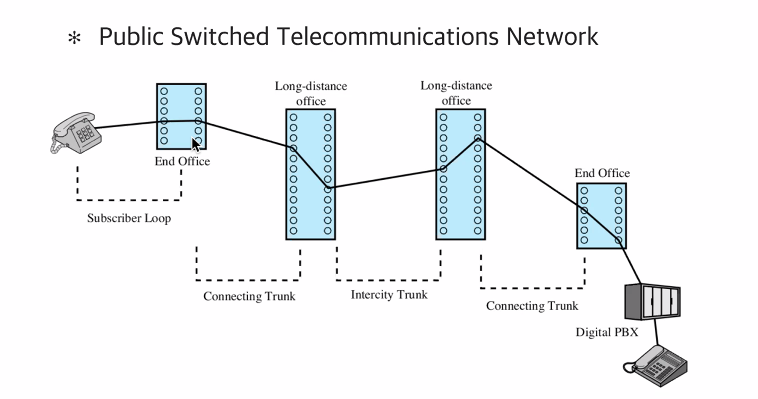 * Public Switched Telecommunications Network
Long-distance
office
Long-distance
office
End Office
End Office
Subscriber Loop
Connecting Trunk
Intercity Trunk
Connecting Trunk
Digital PBX